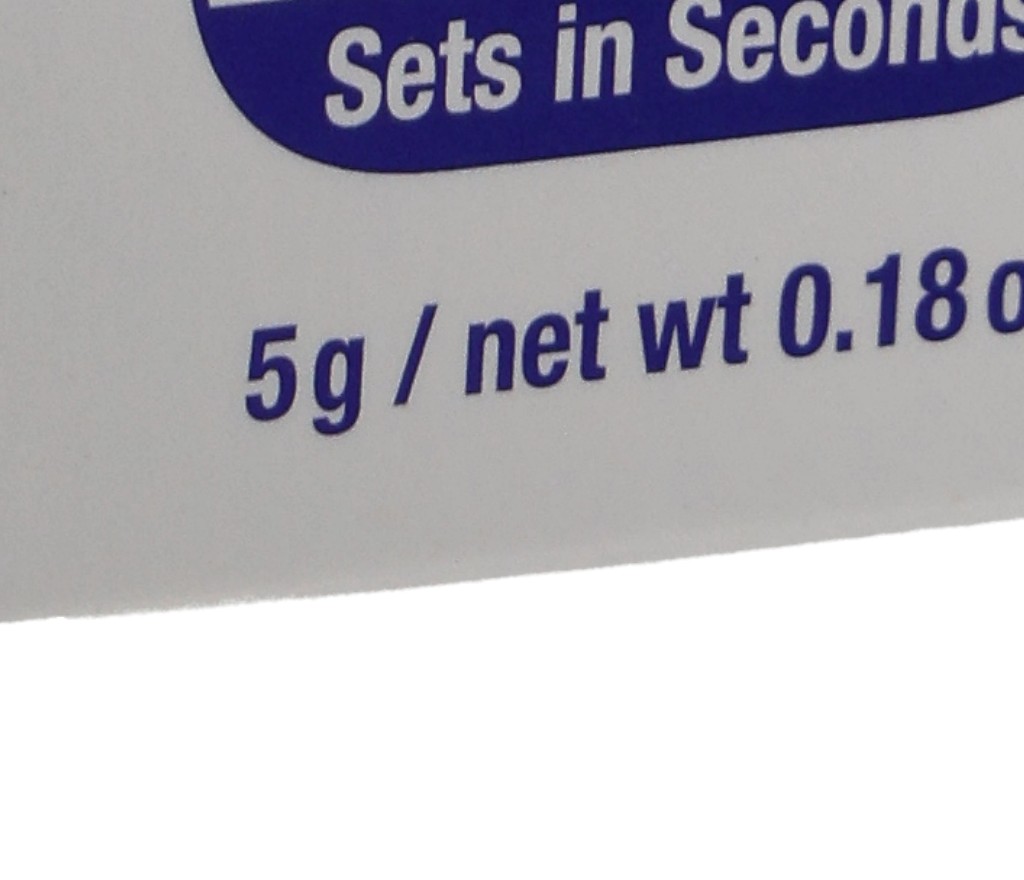 Sets in Seconds
5g / net wt 0.18 o